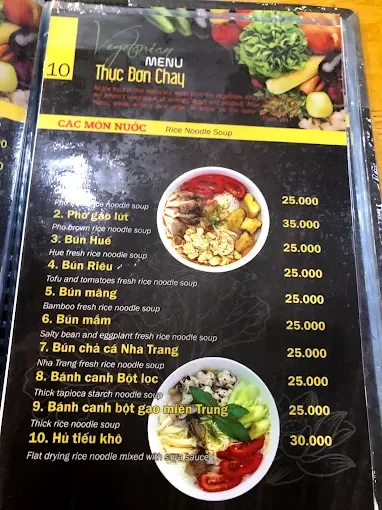 Vegetarian
MENU
10
Thực Đơn Chay
CÁC MÓN NƯỚC Rice Noodle Soup
noodle soup 25.000
2. Phở gạo lứt 35.000
Pho brown rice noodle soup
3. Bún Huế 25.000
Hue fresh rice noodle soup
4. Bún Riêu 25.000
Tofu and tomatoes fresh rice noodle soup
5. Bún măng 25.000
Bamboo fresh rice noodle soup
6. Bún mắm 25.000
Salty bean and eggplant fresh rice noodle soup
7. Bún chả cá Nha Trang 25.000
Nha Trang fresh rice noodle soup
8. Bánh canh Bột lọc 25.000
Thick tapioca starch noodle soup
9. Bánh canh bột gạo miền Trung 25.000
Thick rice noodle soup
10. Hủ tiếu khô 30.000
Flat drying rice noodle mixed with saya sauce